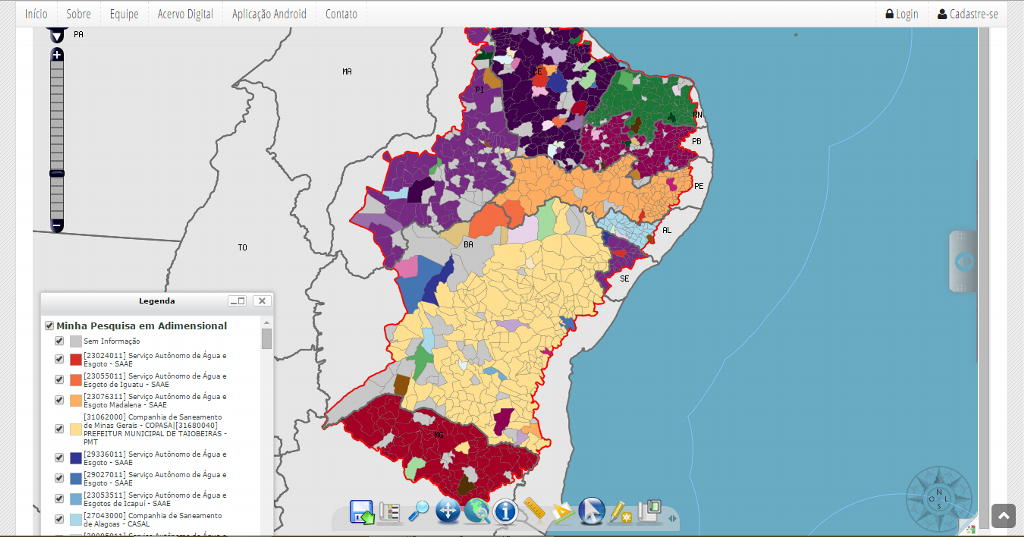 Início Sobre Equipe Acervo Digital Aplicação Android Contato Login Cadastre-se
PA
MA
CE
PI
RN
PB
PE
TO
BA
AL
SE
MG
Legenda
Minha Pesquisa em Adimensional
Sem Informação
[23024011] Serviço Autônomo de Água e
Esgoto - SAAE
[23055011] Serviço Autônomo de Água e
Esgoto de Iguatu - SAAE
[23076311] Serviço Autônomo de Água e
Esgoto Madalena - SAAE
[31062000] Companhia de Saneamento
de Minas Gerais - COPASA|[31680040]
PREFEITUR MUNICIPAL DE TAIOBEIRAS -
PMT
[29336011] Serviço Autônomo de Água e
Esgoto - SAAE
[29027011] Serviço Autônomo de Água e
Esgoto - SAAE
[23053511] Serviço Autônomo de Água e
Esgotos de Icapuí - SAAE
[27043000] Companhia de Saneamento
de Alagoas - CASAL
N
O L
S